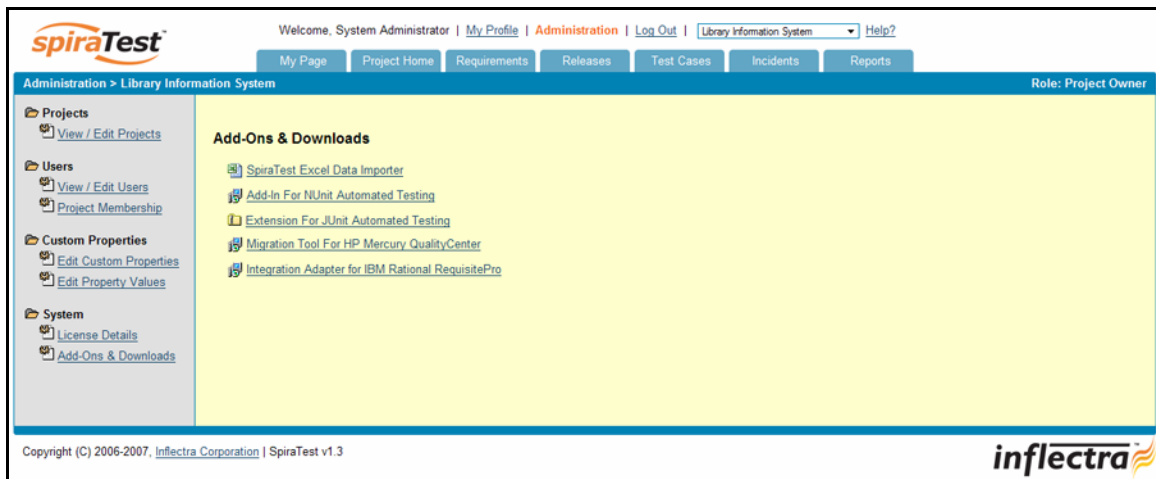 spiraTest
Welcome, System Administrator | My Profile | Administration | Log Out | Library Information System Help?
My Page Project Home Requirements Releases Test Cases Incidents Reports
Administration > Library Information System Role: Project Owner
Projects
View / Edit Projects
Users
View / Edit Users
Project Membership
Custom Properties
Edit Custom Properties
Edit Property Values
System
License Details
Add-Ons & Downloads
Add-Ons & Downloads
SpiraTest Excel Data Importer
Add-In For NUnit Automated Testing
Extension For JUnit Automated Testing
Migration Tool For HP Mercury QualityCenter
Integration Adapter for IBM Rational RequisitePro
Copyright (C) 2006-2007, Inflectra Corporation | SpiraTest v1.3
inflectra